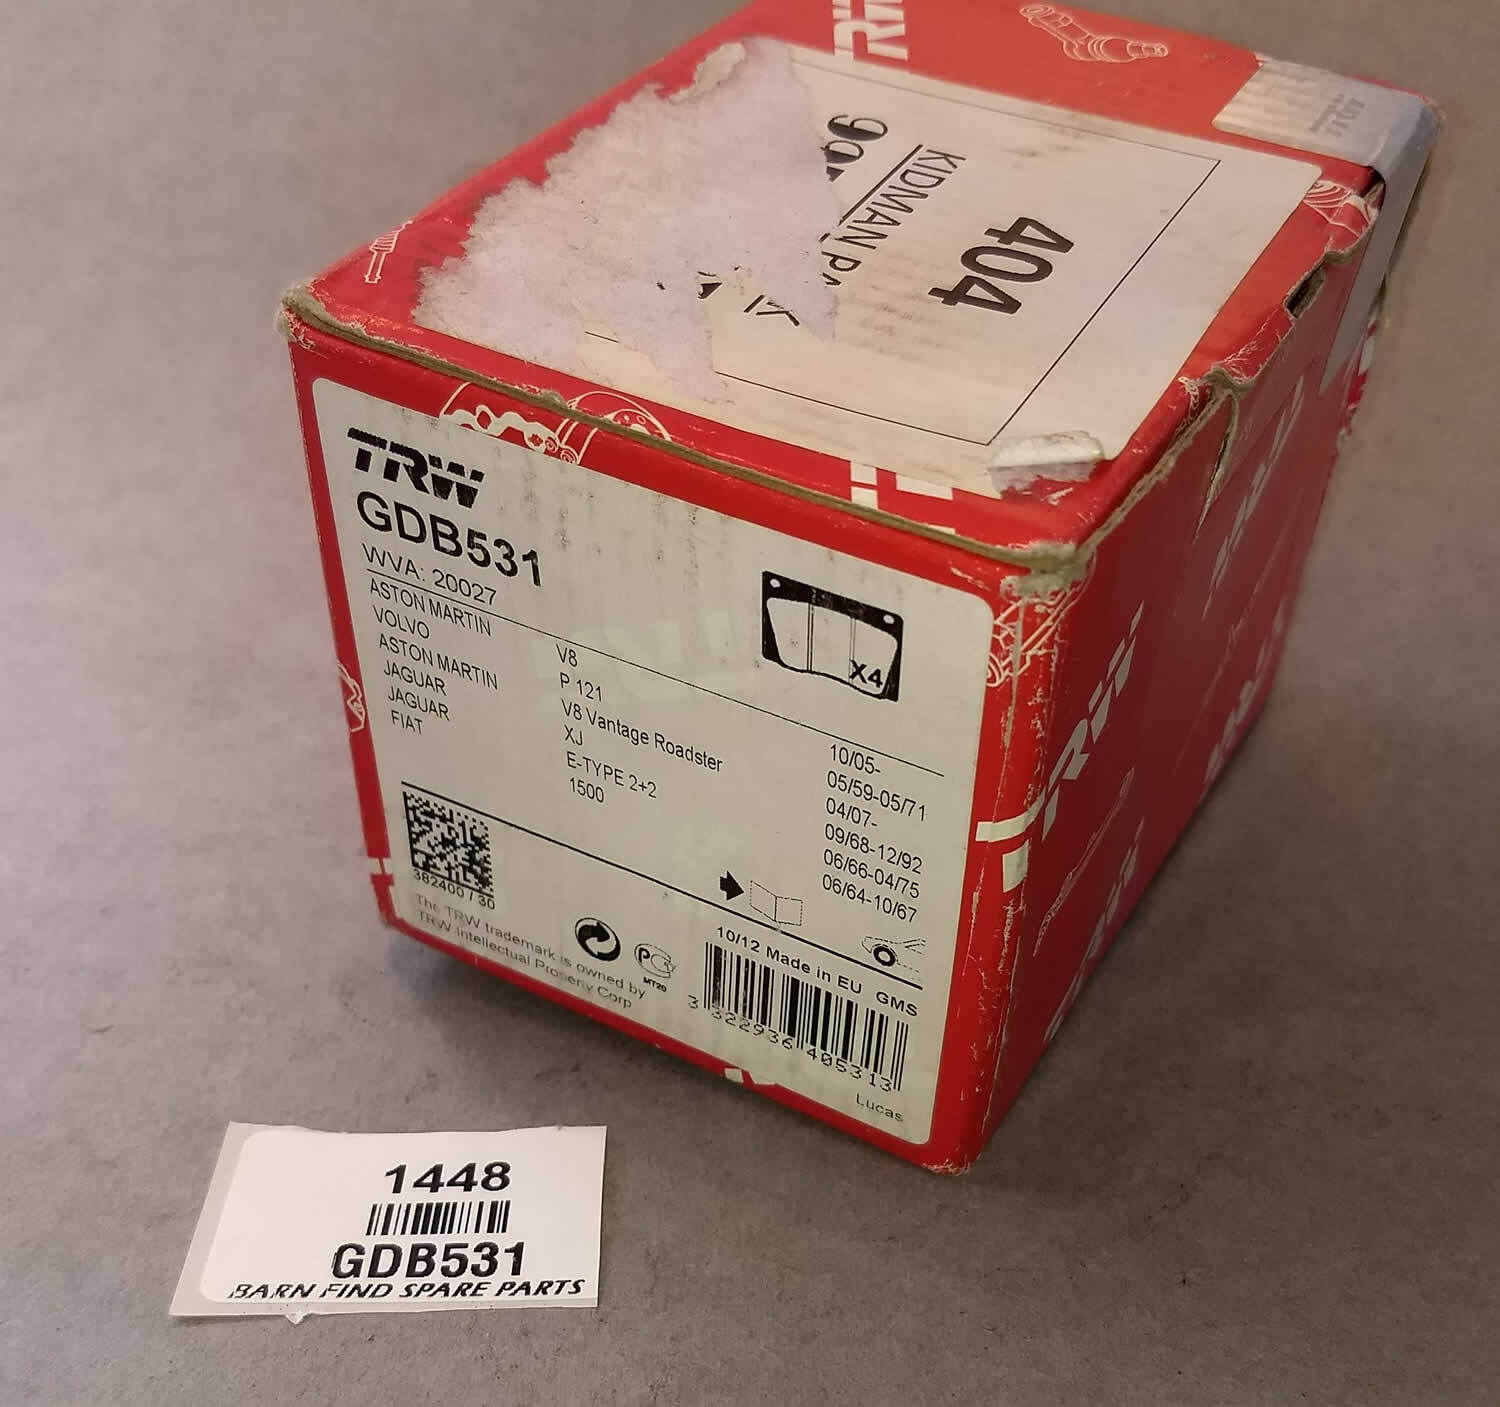 TRW
404
KIDMAN
TRW
GDB531
WVA: 20027
ASTON MARTIN V8 10/05-
VOLVO P 121 05/59-05/71
ASTON MARTIN V8 Vantage Roadster 04/07-
JAGUAR XJ 09/68-12/92
JAGUAR E-TYPE 2+2 06/66-04/75
FIAT 1500 06/64-10/67
X4
382400 / 30
The TRW trademark is owned by
TRW Intellectual Property Corp
MT20
10/12 Made in EU GMS
3 322936 405313
Lucas
TRW
1448
GDB531
BARN FIND SPARE PARTS